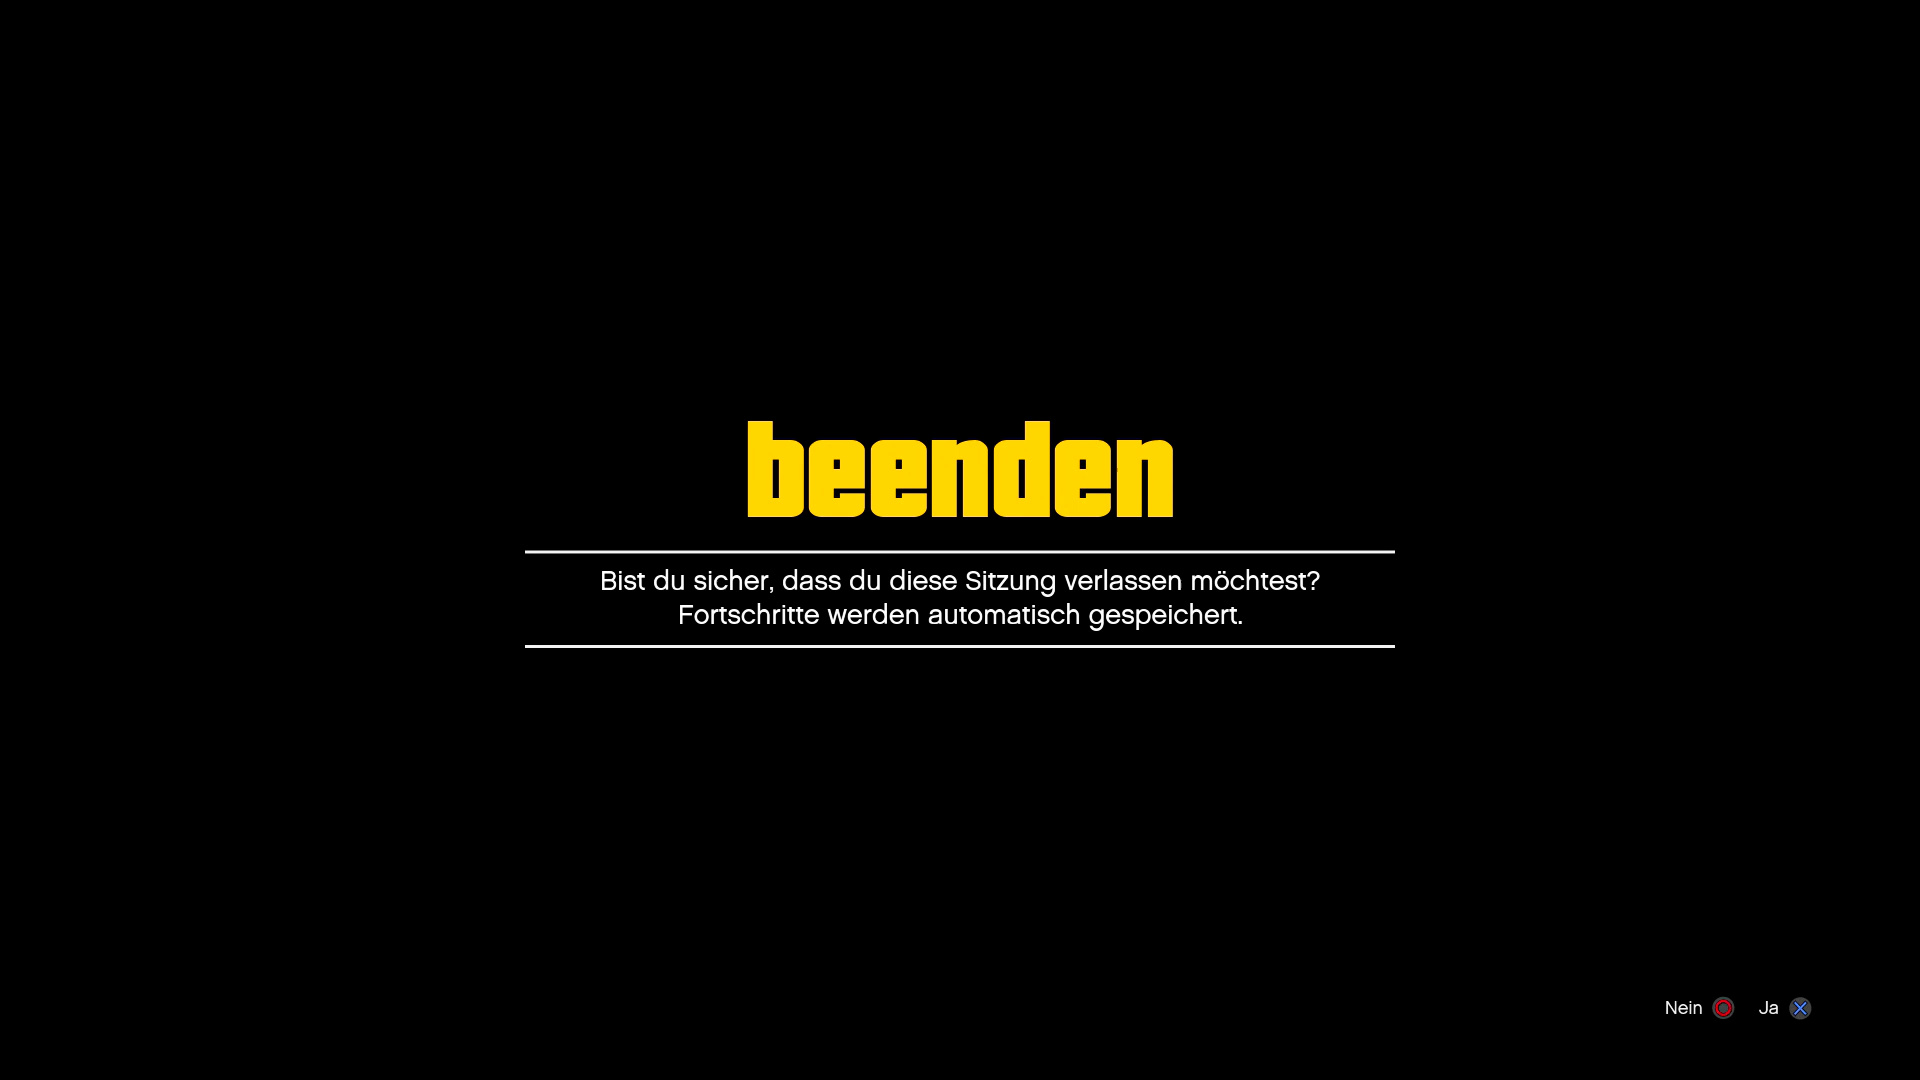 beenden
Bist du sicher, dass du diese Sitzung verlassen möchtest?
Fortschritte werden automatisch gespeichert.
Nein Ja